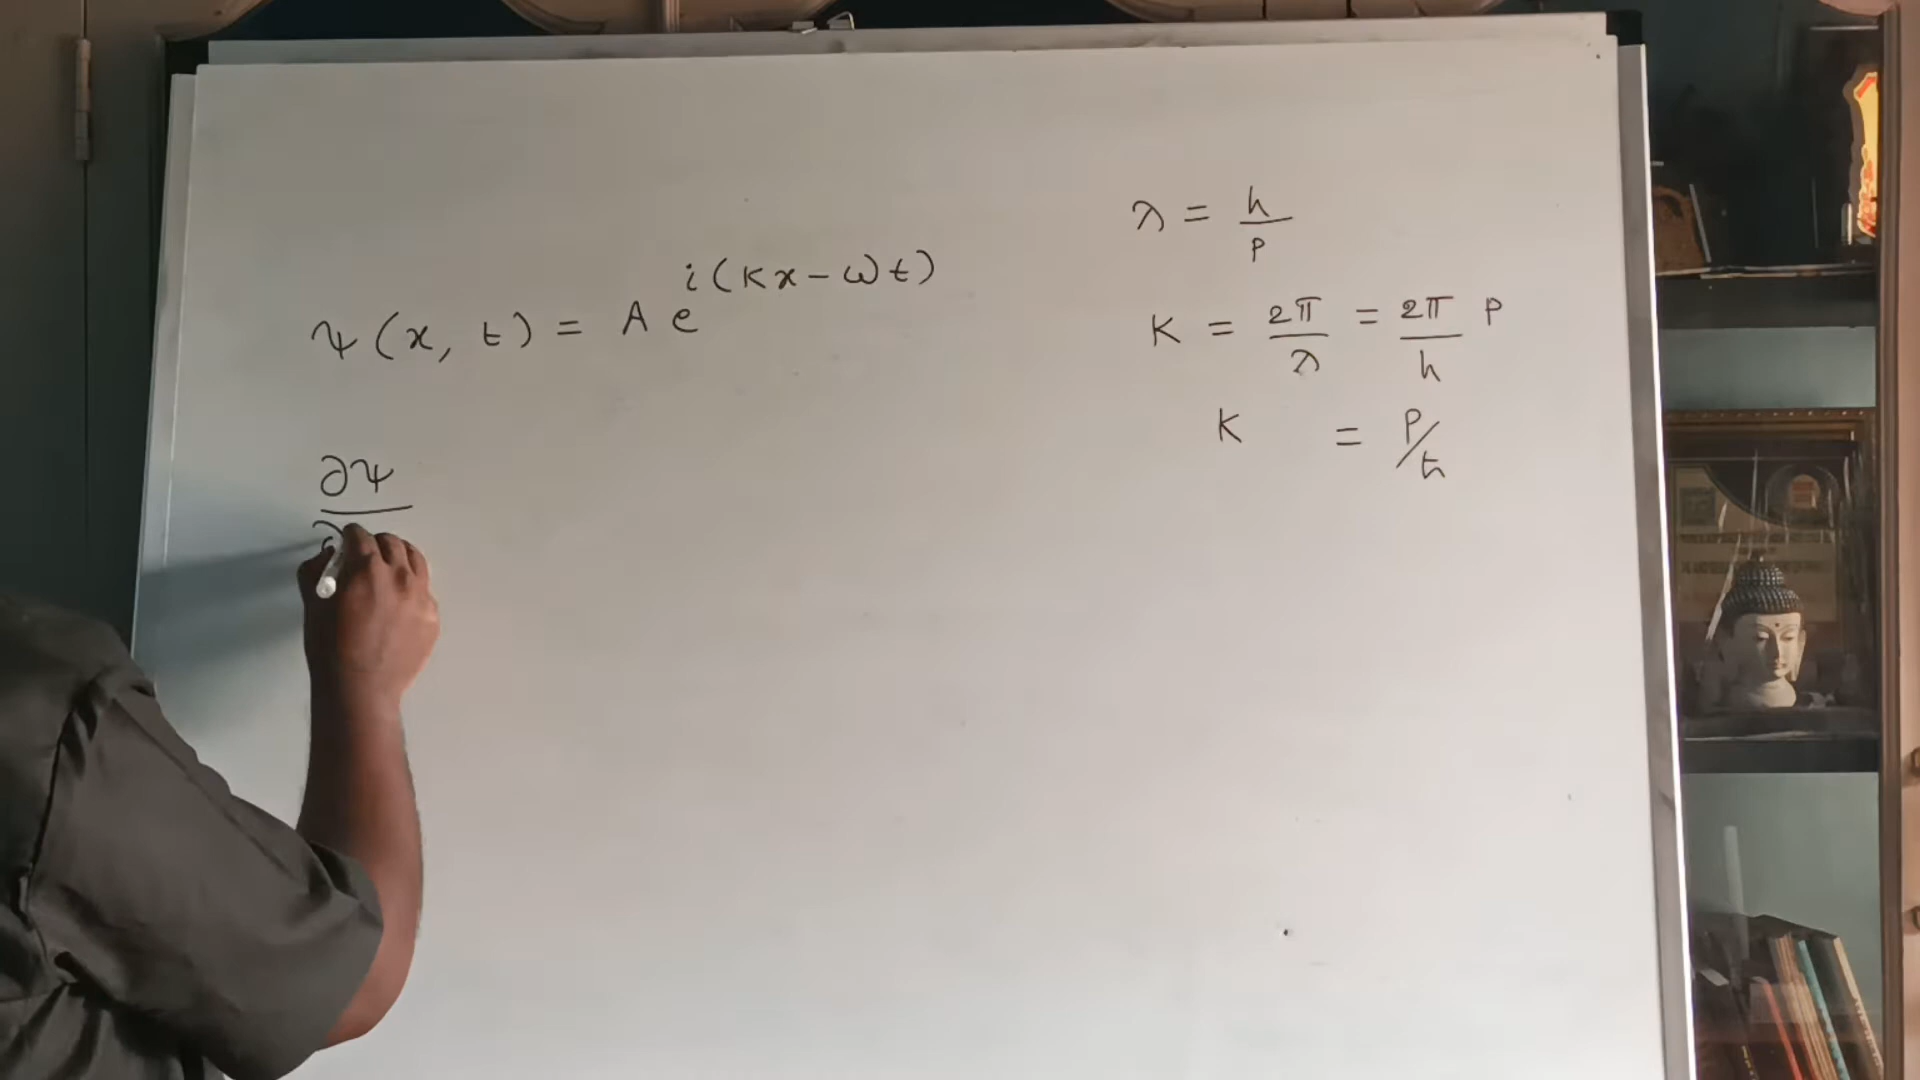 ψ(x, t) = A e^{i(Kx-ωt)}
∂ψ
∂
λ = h/p
K = 2π/λ = 2π/h p
K = p/ħ